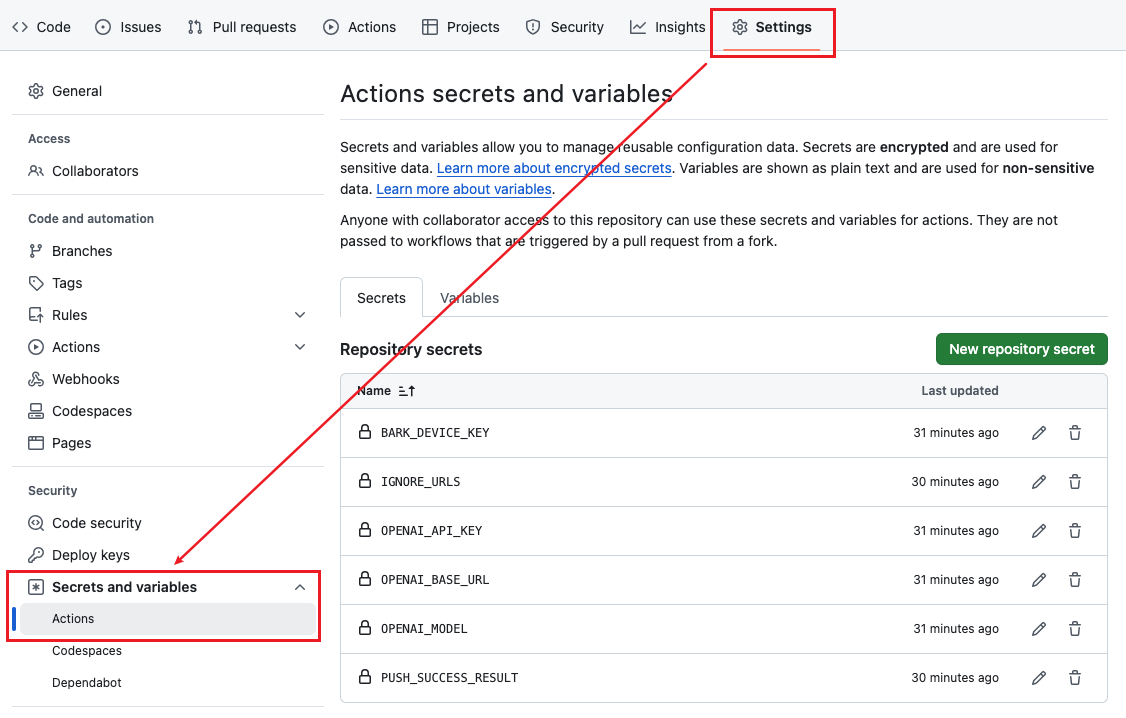 Code Issues Pull requests Actions Projects Security Insights Settings
General
Access
Collaborators
Code and automation
Branches
Tags
Rules
Actions
Webhooks
Codespaces
Pages
Security
Code security
Deploy keys
Secrets and variables
Actions
Codespaces
Dependabot
Actions secrets and variables
Secrets and variables allow you to manage reusable configuration data. Secrets are encrypted and are used for
sensitive data. Learn more about encrypted secrets. Variables are shown as plain text and are used for non-sensitive
data. Learn more about variables.
Anyone with collaborator access to this repository can use these secrets and variables for actions. They are not
passed to workflows that are triggered by a pull request from a fork.
Secrets Variables
Repository secrets New repository secret
Name Last updated
BARK_DEVICE_KEY 31 minutes ago
IGNORE_URLS 30 minutes ago
OPENAI_API_KEY 31 minutes ago
OPENAI_BASE_URL 31 minutes ago
OPENAI_MODEL 31 minutes ago
PUSH_SUCCESS_RESULT 30 minutes ago